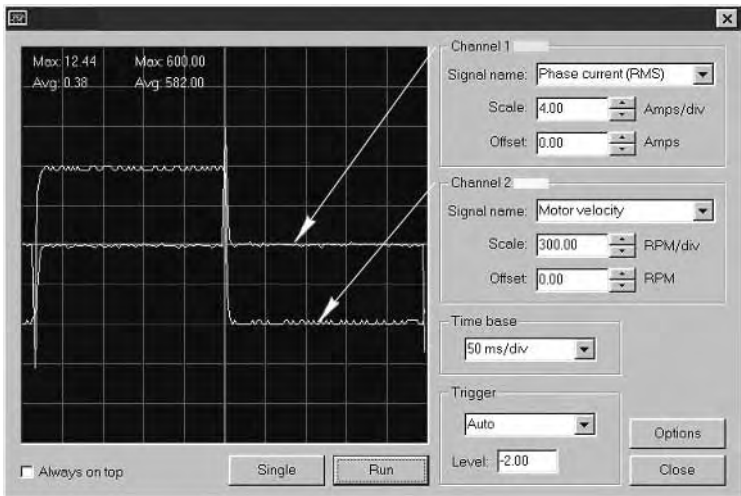 Max: 12.44 Max: 600.00
Avg: 0.38 Avg: 582.00
Channel 1
Signal name: Phase current (RMS)
Scale: 4.00 Amps/div
Offset: 0.00 Amps
Channel 2
Signal name: Motor velocity
Scale: 300.00 RPM/div
Offset: 0.00 RPM
Time base
50 ms/div
Trigger
Auto
Level: -2.00
Options
Close
Always on top
Single
Run